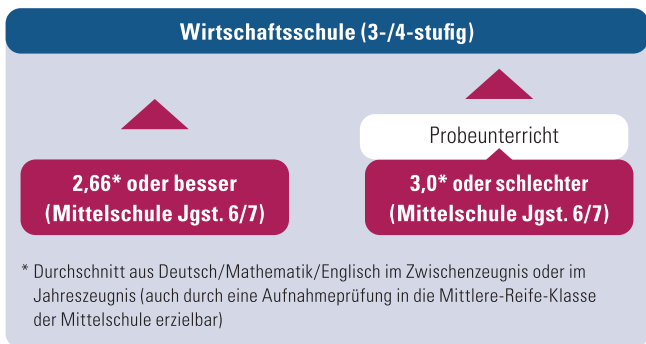 Wirtschaftsschule (3-/4-stufig)
Probeunterricht
2,66* oder besser
(Mittelschule Jgst. 6/7)
3,0* oder schlechter
(Mittelschule Jgst. 6/7)
* Durchschnitt aus Deutsch/Mathematik/Englisch im Zwischenzeugnis oder im
Jahreszeugnis (auch durch eine Aufnahmeprüfung in die Mittlere-Reife-Klasse
der Mittelschule erzielbar)